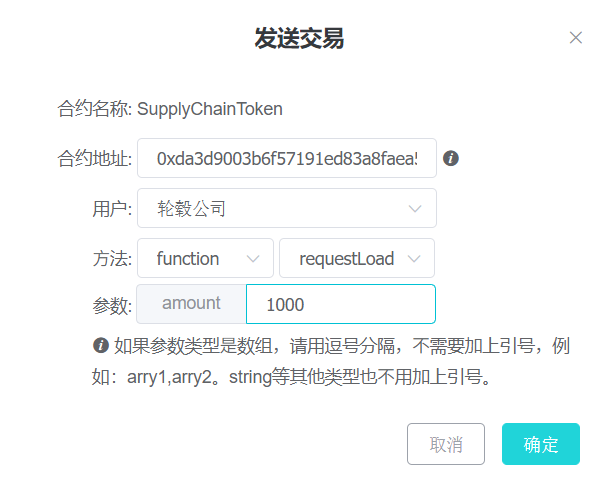 发送交易
合约名称: SupplyChainToken
合约地址: 0xda3d9003b6f57191ed83a8faea5
用户: 轮毂公司
方法: function requestLoad
参数: amount 1000
如果参数类型是数组，请用逗号分隔，不需要加上引号，例
如：arry1,arry2。string等其他类型也不用加上引号。
取消 确定